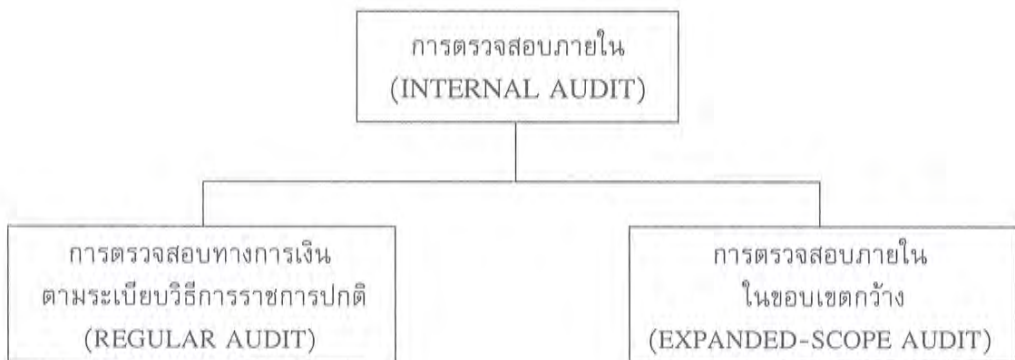 การตรวจสอบภายใน
(INTERNAL AUDIT)
การตรวจสอบทางการเงิน
ตามระเบียบวิธีการราชการปกติ
(REGULAR AUDIT)
การตรวจสอบภายใน
ในขอบเขตกว้าง
(EXPANDED-SCOPE AUDIT)